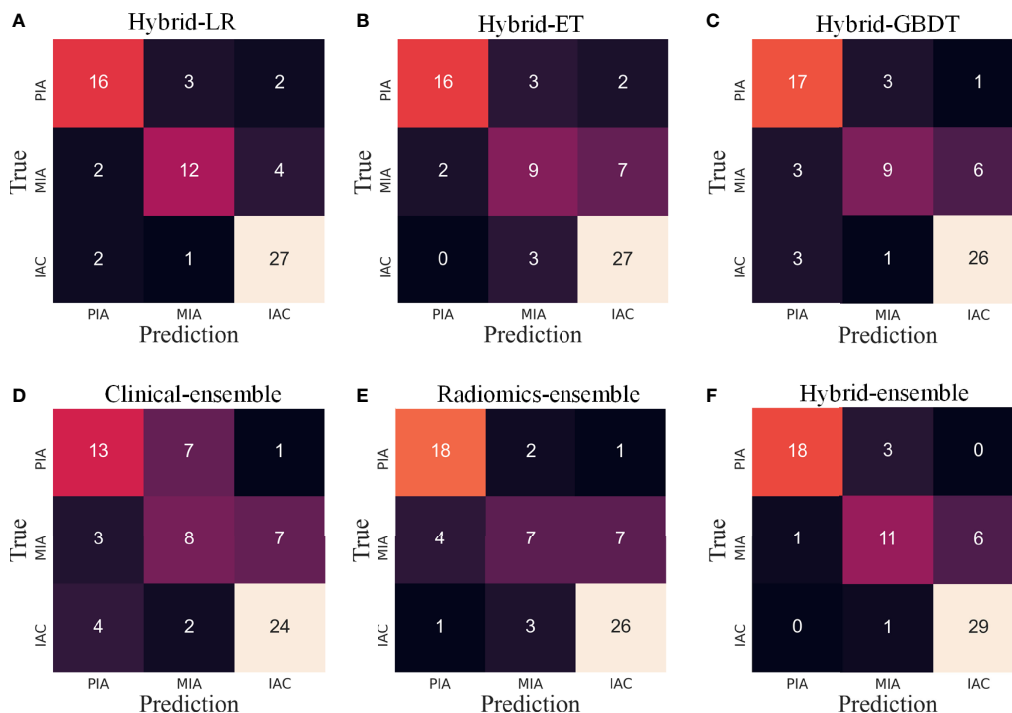 A Hybrid-LR
PIA 16 3 2
True MIA 2 12 4
IAC 2 1 27
PIA MIA IAC
Prediction
B Hybrid-ET
PIA 16 3 2
True MIA 2 9 7
IAC 0 3 27
PIA MIA IAC
Prediction
C Hybrid-GBDT
PIA 17 3 1
True MIA 3 9 6
IAC 3 1 26
PIA MIA IAC
Prediction
D Clinical-ensemble
PIA 13 7 1
True MIA 3 8 7
IAC 4 2 24
PIA MIA IAC
Prediction
E Radiomics-ensemble
PIA 18 2 1
True MIA 4 7 7
IAC 1 3 26
PIA MIA IAC
Prediction
F Hybrid-ensemble
PIA 18 3 0
True MIA 1 11 6
IAC 0 1 29
PIA MIA IAC
Prediction